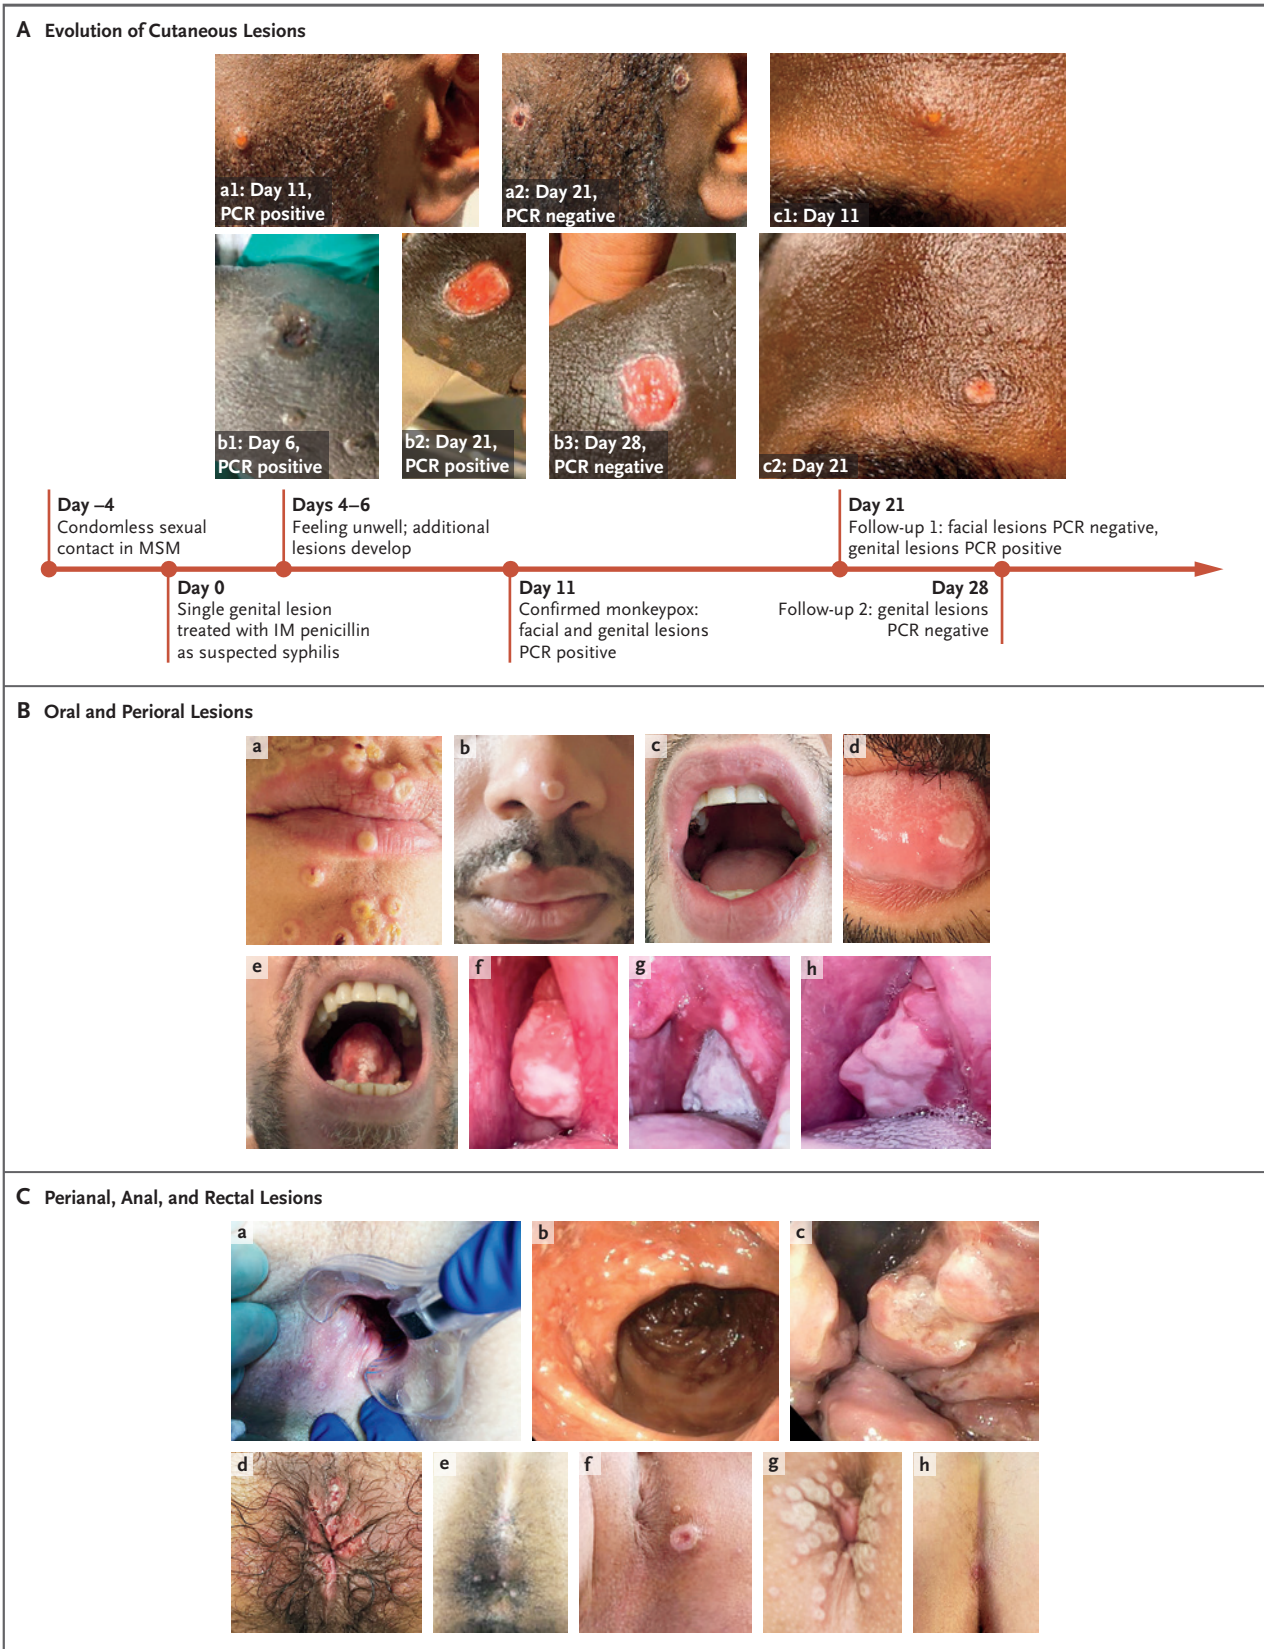 A Evolution of Cutaneous Lesions
a1: Day 11,
PCR positive
a2: Day 21,
PCR negative
c1: Day 11
b1: Day 6,
PCR positive
b2: Day 21,
PCR positive
b3: Day 28,
PCR negative
c2: Day 21
Day –4
Condomless sexual
contact in MSM
Days 4–6
Feeling unwell; additional
lesions develop
Day 21
Follow-up 1: facial lesions PCR negative,
genital lesions PCR positive
Day 0
Single genital lesion
treated with IM penicillin
as suspected syphilis
Day 11
Confirmed monkeypox:
facial and genital lesions
PCR positive
Day 28
Follow-up 2: genital lesions
PCR negative
B Oral and Perioral Lesions
a
b
c
d
e
f
g
h
C Perianal, Anal, and Rectal Lesions
a
b
c
d
e
f
g
h